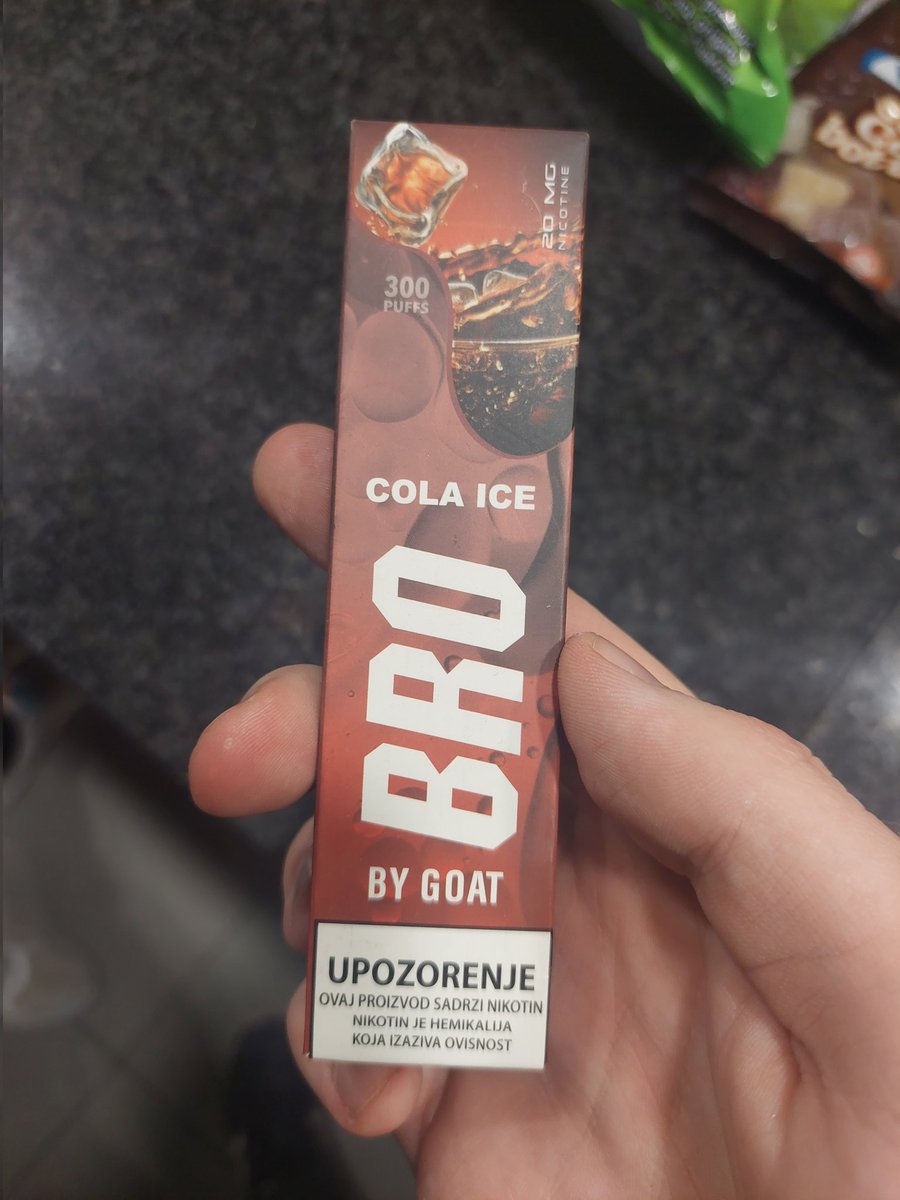 20 MG
NICOTINE
300
PUFFS
COLA ICE
BRO
BY GOAT
UPOZORENJE
OVAJ PROIZVOD SADRZI NIKOTIN
NIKOTIN JE HEMIKALIJA
KOJA IZAZIVA OVISNOST